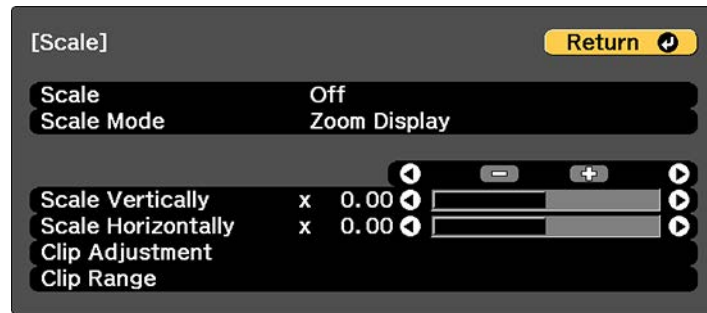 [Scale] Return
Scale Off
Scale Mode Zoom Display
Scale Vertically x 0.00
Scale Horizontally x 0.00
Clip Adjustment
Clip Range